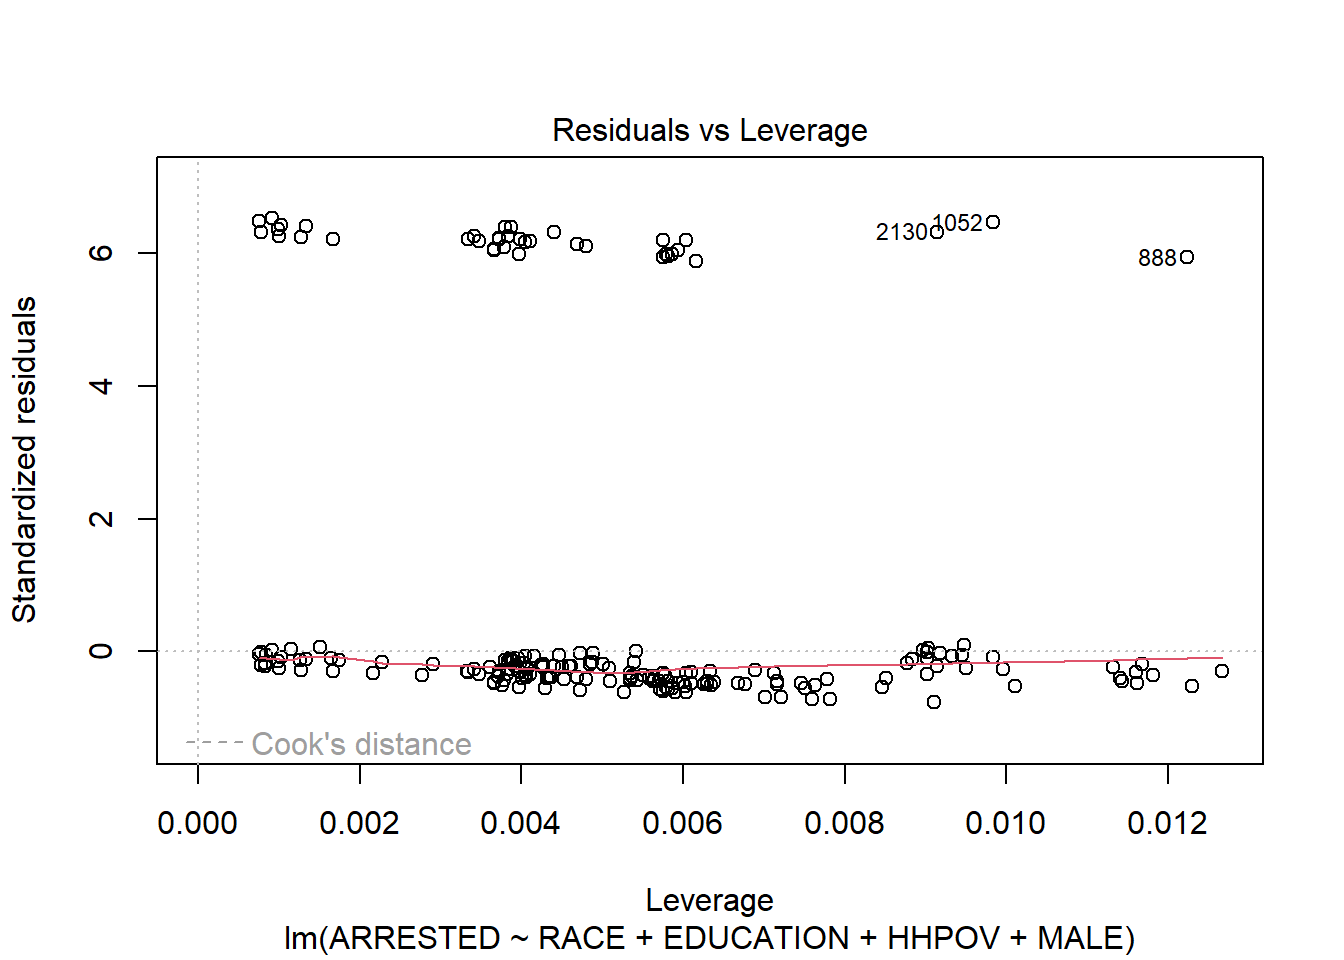 Residuals vs Leverage
Standardized residuals
6
4
2
0
2130
1052
888
Cook's distance
0.000 0.002 0.004 0.006 0.008 0.010 0.012
Leverage
lm(ARRESTED ~ RACE + EDUCATION + HHPOV + MALE)